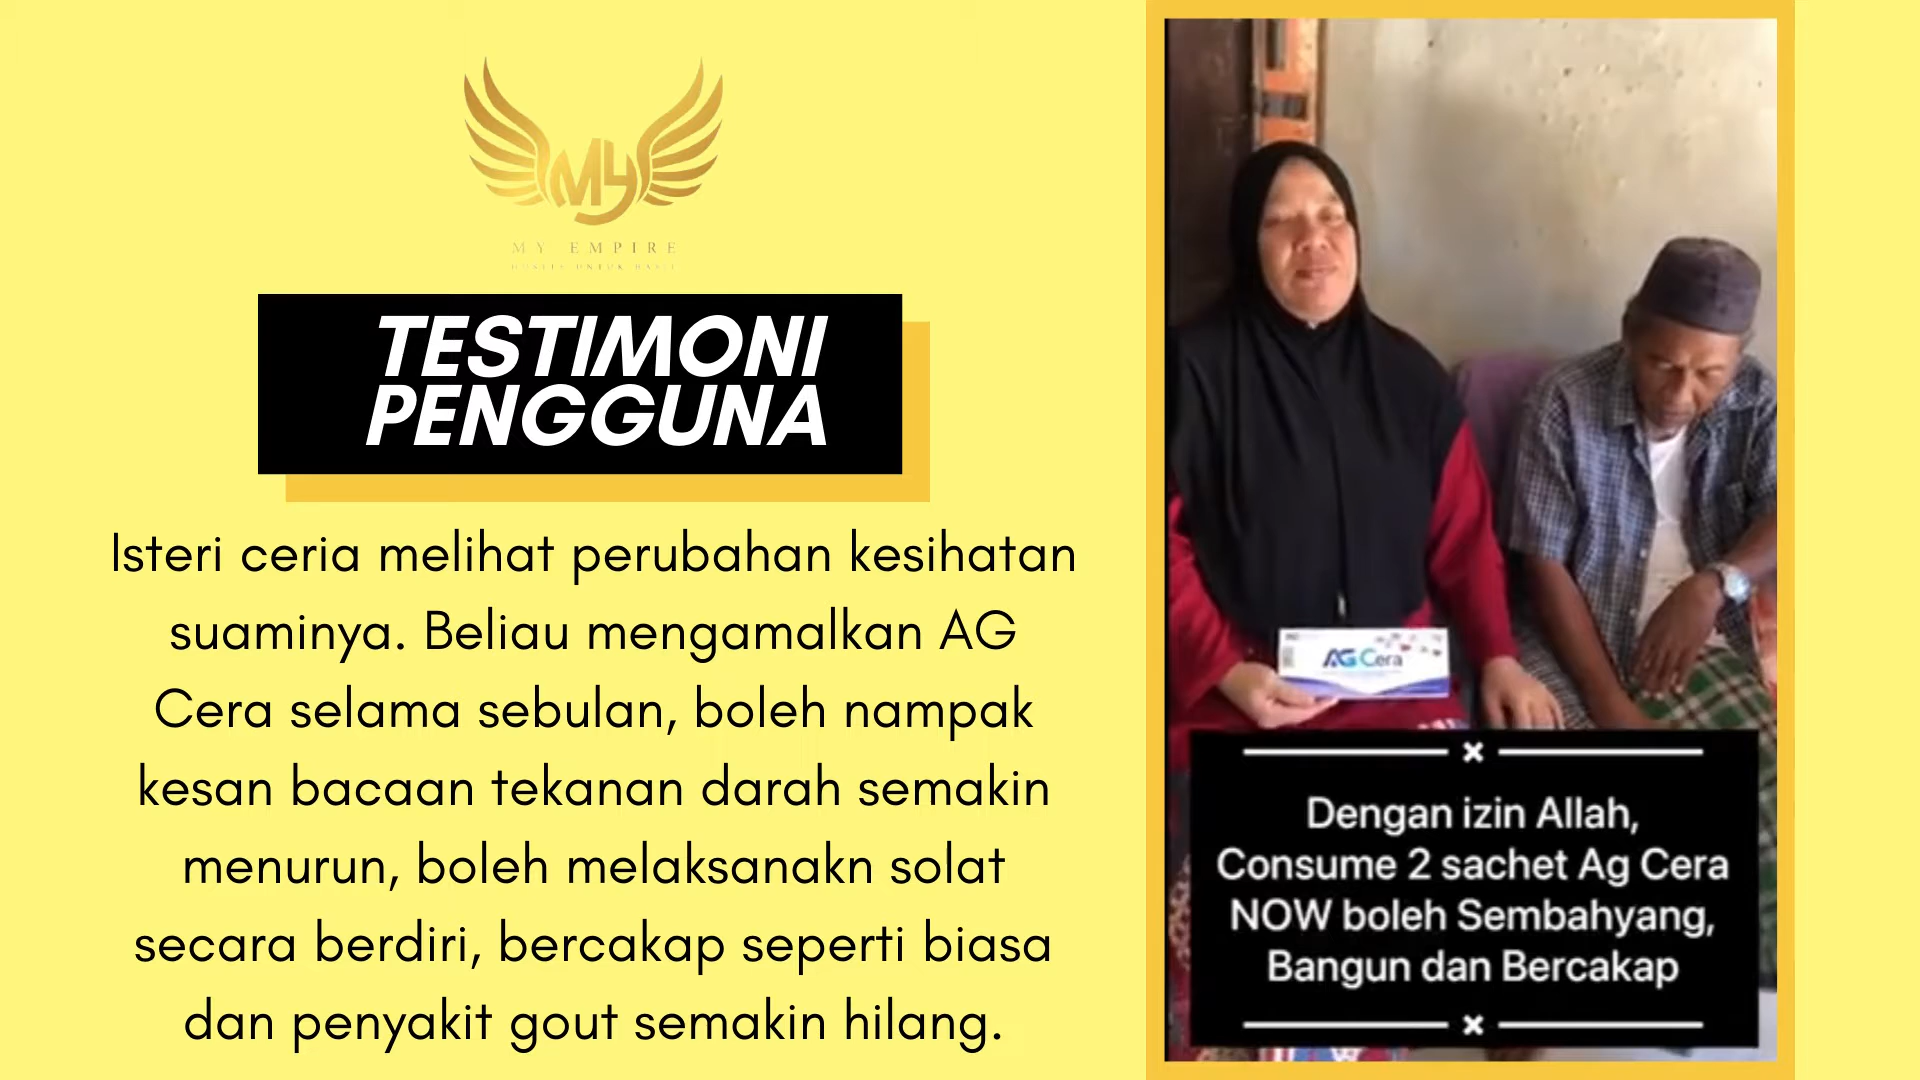 My
MY EMPIRE
TESTIMONI
PENGGUNA
Isteri ceria melihat perubahan kesihatan
suaminya. Beliau mengamalkan AG
Cera selama sebulan, boleh nampak
kesan bacaan tekanan darah semakin
menurun, boleh melaksanakn solat
secara berdiri, bercakap seperti biasa
dan penyakit gout semakin hilang.
AG Cera
Dengan izin Allah,
Consume 2 sachet Ag Cera
NOW boleh Sembahyang,
Bangun dan Bercakap